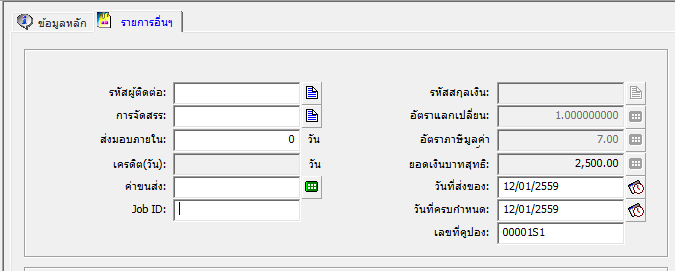 ข้อมูลหลัก รายการอื่นๆ
รหัสผู้ติดต่อ: รหัสสกุลเงิน:
การจัดสรร: อัตราแลกเปลี่ยน: 1.000000000
ส่งมอบภายใน: 0 วัน อัตราภาษีมูลค่า 7.00
เครดิต(วัน): วัน ยอดเงินบาทสุทธิ: 2,500.00
ค่าขนส่ง: วันที่ส่งของ: 12/01/2559
Job ID: วันที่ครบกำหนด: 12/01/2559
เลขที่คูปอง: 00001S1